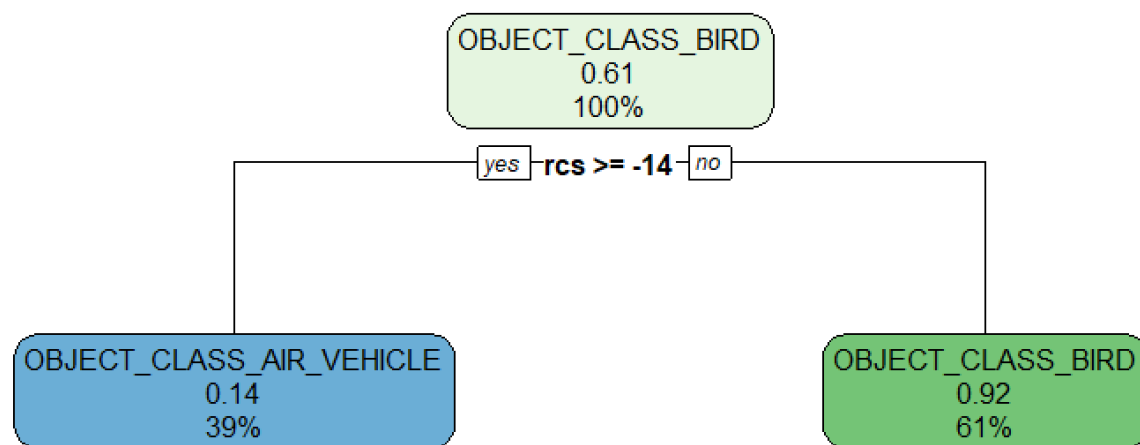 OBJECT_CLASS_BIRD
0.61
100%
yes rcs >= -14 no
OBJECT_CLASS_AIR_VEHICLE
0.14
39%
OBJECT_CLASS_BIRD
0.92
61%